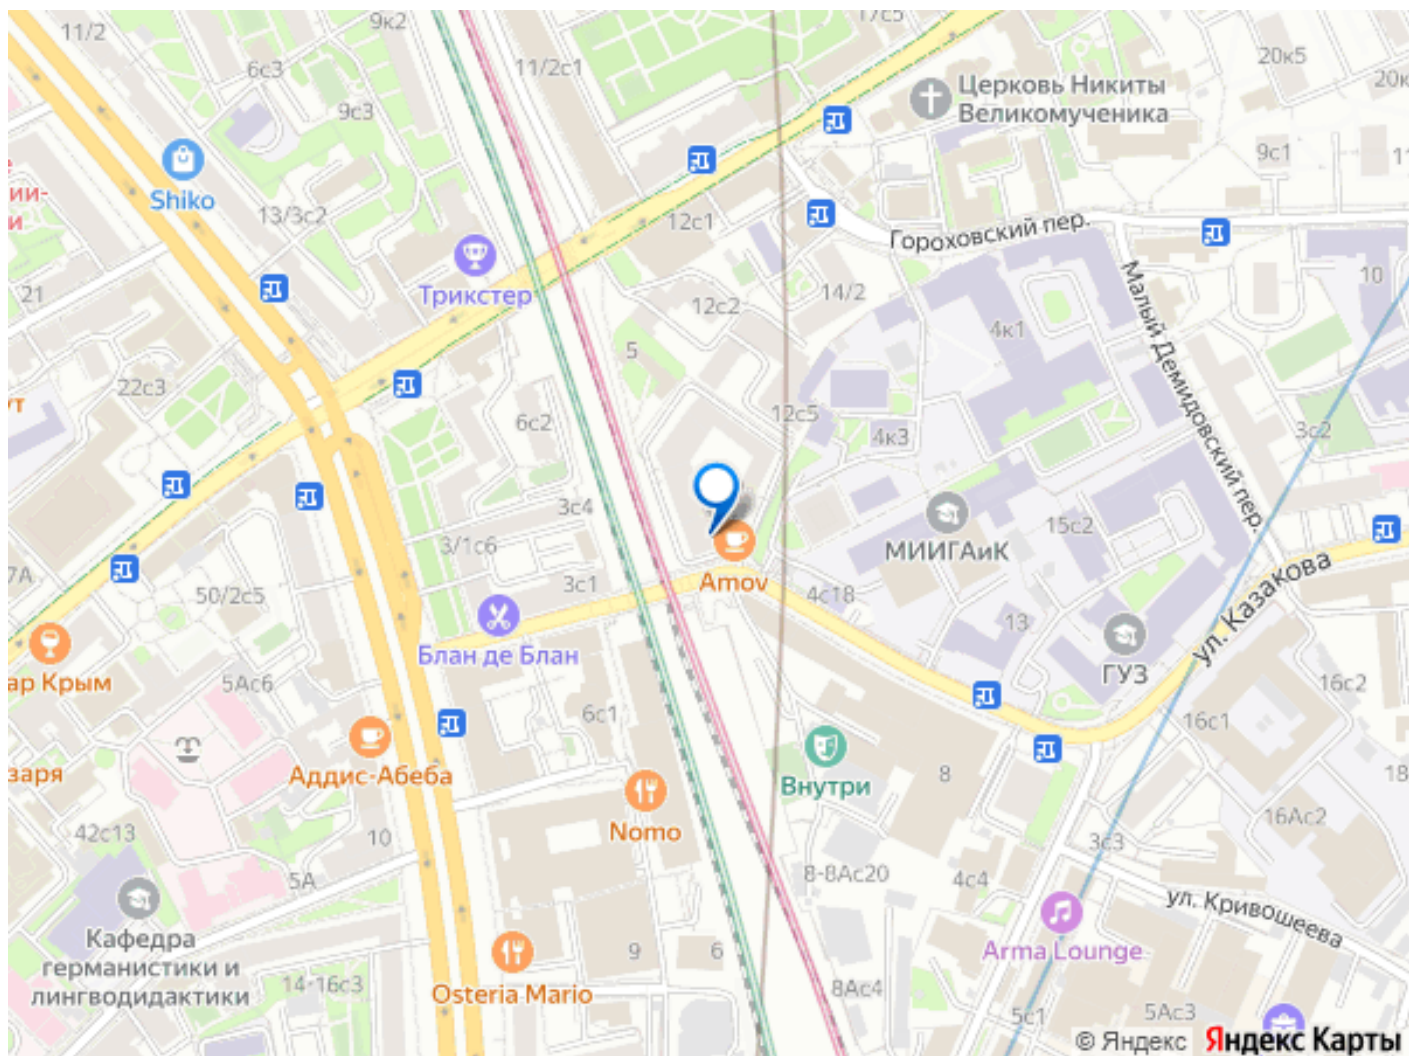 11/2
9к2
17с5
6с3
11/2с1
9с3
20к5
20к
Церковь Никиты
Великомученика
9с1
11
е
ии-
и
Shiko
13/3с2
12с1
Гороховский пер.
Трикстер
21
12с2
14/2
10
Малый Демидовский пер.
4к1
5
22с3
ут
6с2
12с5
4к3
3с2
3с4
МИИГАиК
15с2
3/1с6
7А
50/2с5
3с1
Amov
4с18
ул. Казакова
13
Блан де Блан
ГУЗ
ар Крым
5Ас6
16с2
6с1
16с1
Аддис-Абеба
заря
Внутри
8
18
Nomo
16Ас2
42с13
10
3с3
5А
8-8Ас20
4с4
ул. Кривошеева
Кафедра
германистики и
лингводидактики
Arma Lounge
9
6
14-16с3
Osteria Mario
8Ас4
5с1
5Ас3
© Яндекс Яндекс Карты